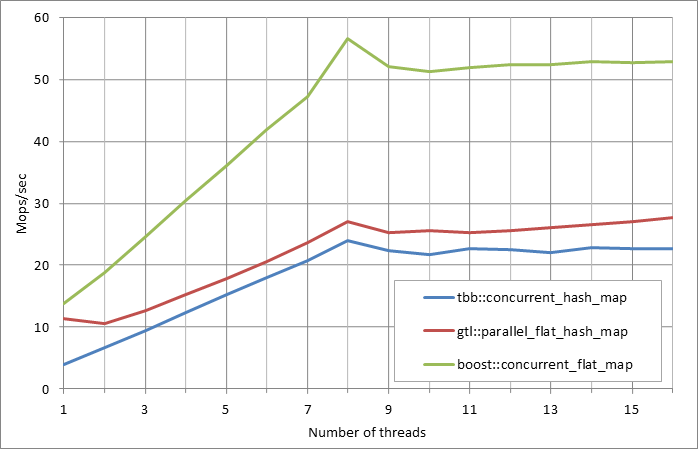 60
50
40
30
20
10
0
Mops/sec
tbb::concurrent_hash_map
gtl::parallel_flat_hash_map
boost::concurrent_flat_map
1 3 5 7 9 11 13 15
Number of threads